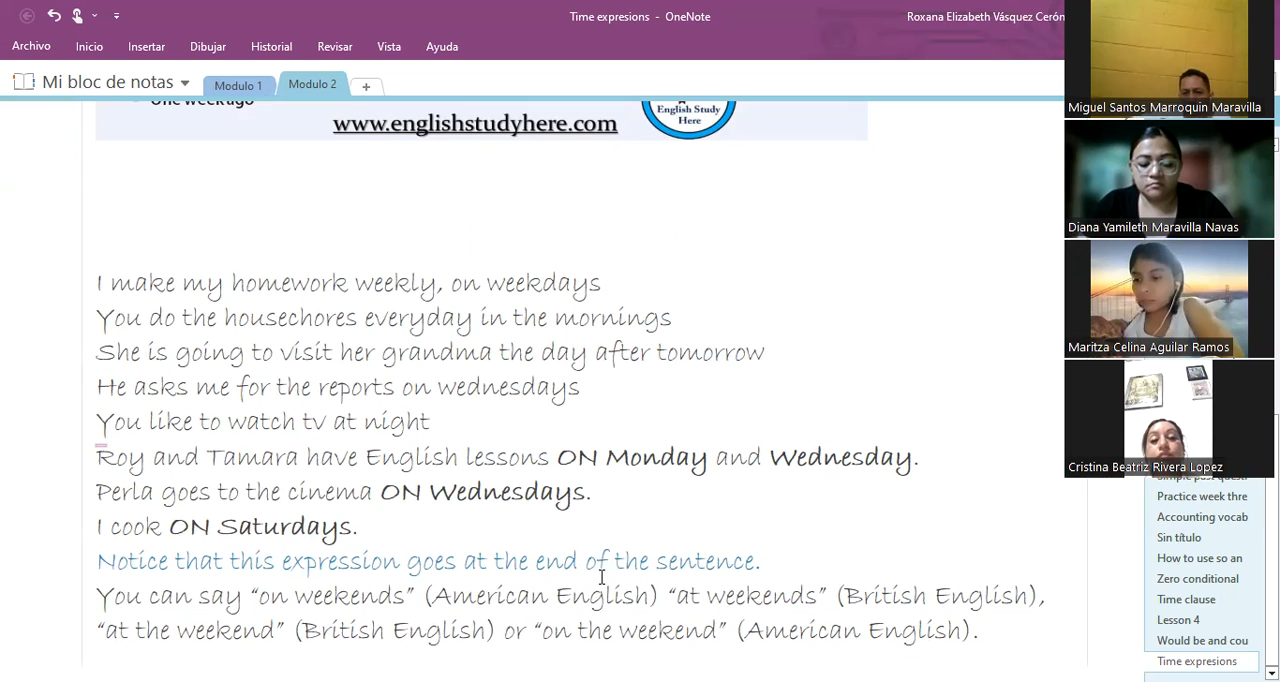 Time expresions - OneNote
Roxana Elizabeth Vásquez Cerón
Archivo Inicio Insertar Dibujar Historial Revisar Vista Ayuda
Mi bloc de notas Modulo 1 Modulo 2 +
One week ago
www.englishstudyhere.com
English Study
Here
I make my homework weekly, on weekdays
You do the housechores everyday in the mornings
She is going to visit her grandma the day after tomorrow
He asks me for the reports on wednesdays
You like to watch tv at night
Roy and Tamara have English lessons ON Monday and Wednesday.
Perla goes to the cinema ON Wednesdays.
I cook ON Saturdays.
Notice that this expression goes at the end of the sentence.
You can say “on weekends” (American English) “at weekends” (British English),
“at the weekend” (British English) or “on the weekend” (American English).
Miguel Santos Marroquin Maravilla
Diana Yamileth Maravilla Navas
Maritza Celina Aguilar Ramos
Cristina Beatriz Rivera Lopez
Simple past questi
Practice week thre
Accounting vocab
Sin título
How to use so an
Zero conditional
Time clause
Lesson 4
Would be and cou
Time expresions